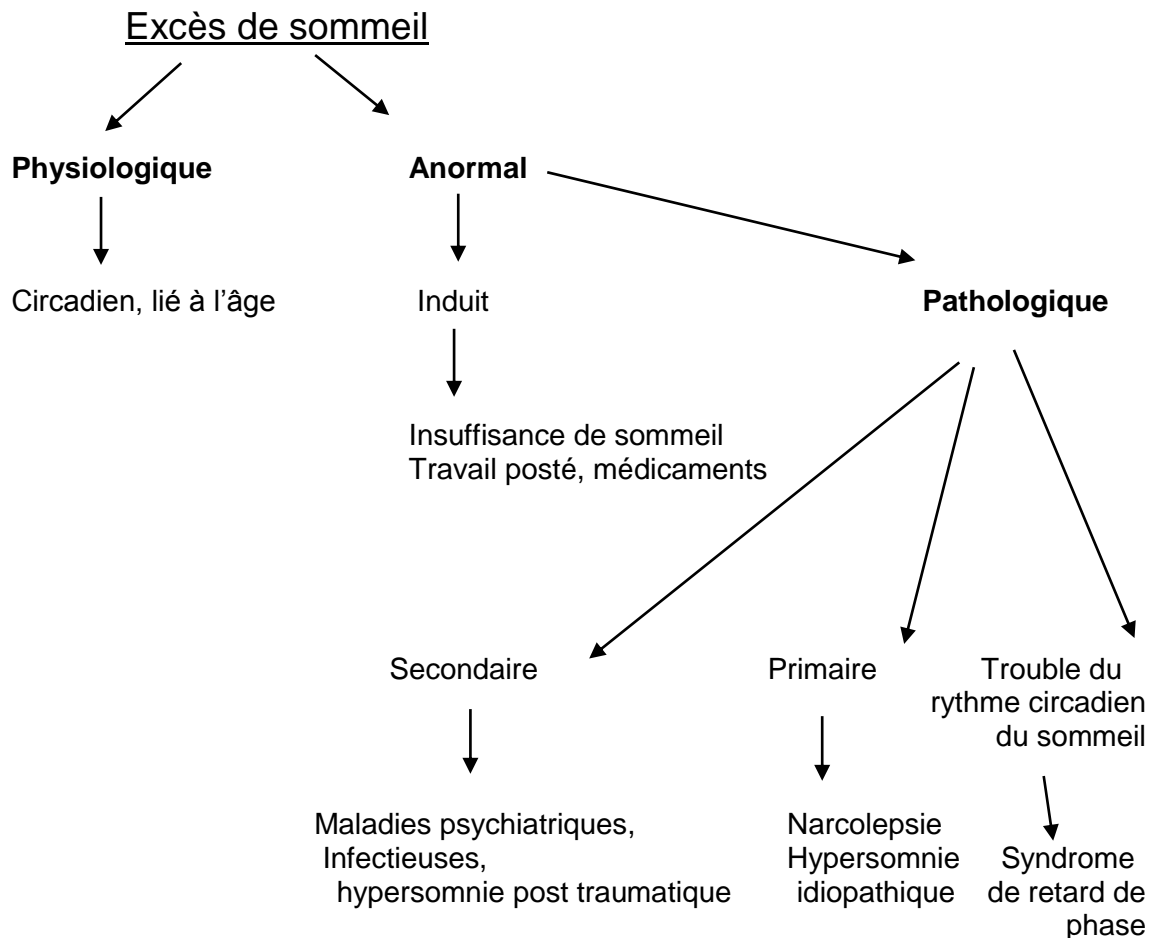 Excès de sommeil
Physiologique
Anormal
Circadien, lié à l’âge
Induit
Pathologique
Insuffisance de sommeil
Travail posté, médicaments
Secondaire
Primaire
Trouble du
rythme circadien
du sommeil
Maladies psychiatriques,
Infectieuses,
hypersomnie post traumatique
Narcolepsie
Hypersomnie
idiopathique
Syndrome
de retard de
phase